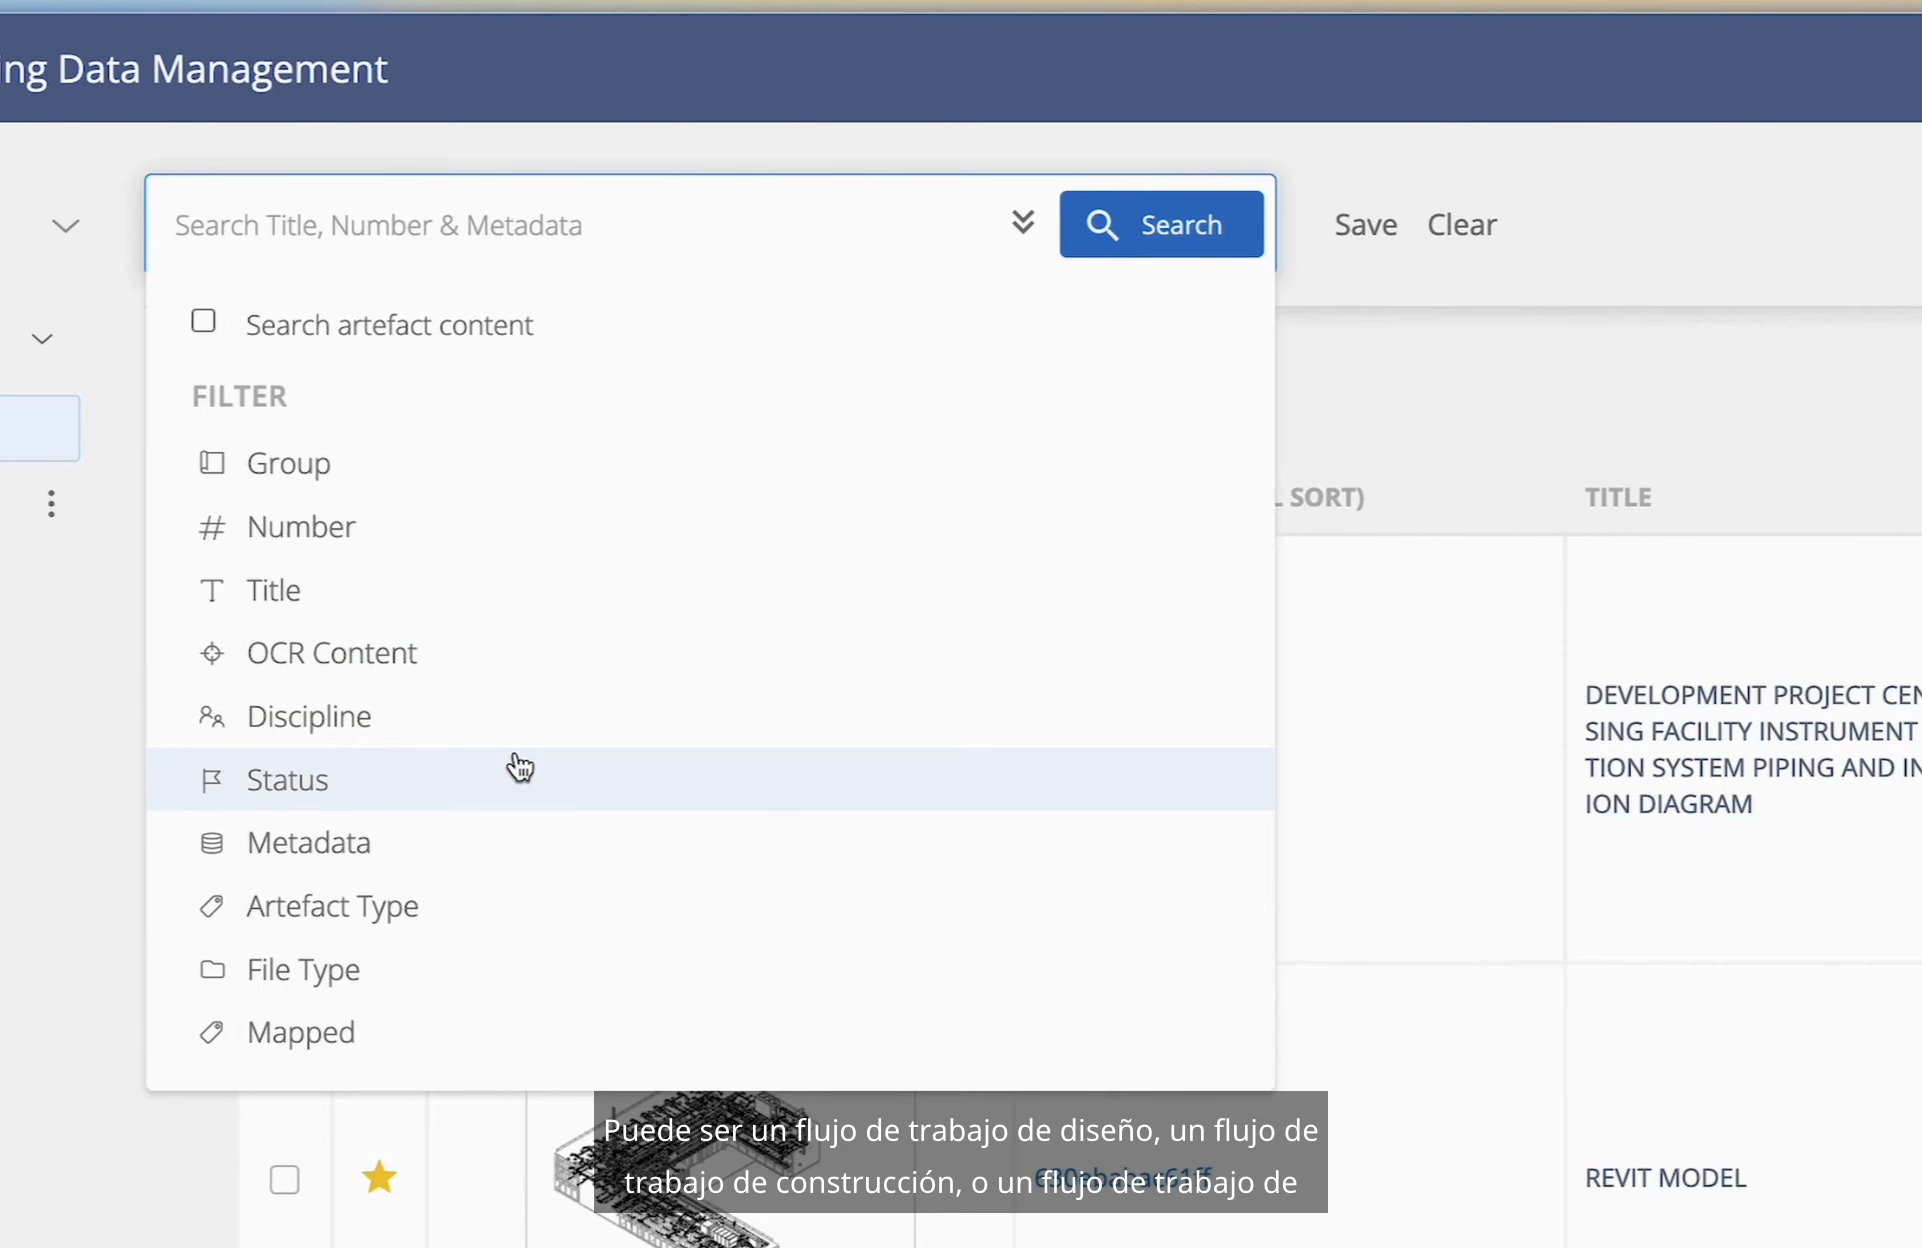 ing Data Management
Search Title, Number & Metadata
Search
Save
Clear
Search artefact content
FILTER
Group
Number
Title
OCR Content
Discipline
Status
Metadata
Artefact Type
File Type
Mapped
L SORT)
TITLE
DEVELOPMENT PROJECT CEN
SING FACILITY INSTRUMENT
TION SYSTEM PIPING AND IN
ION DIAGRAM
REVIT MODEL
Puede ser un flujo de trabajo de diseño, un flujo de
trabajo de construcción, o un flujo de trabajo de